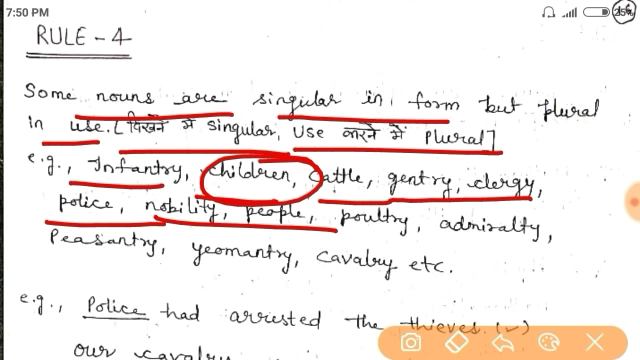 7:50 PM
RULE - 4
Some nouns are singular in form but plural
in use. [दिखने में singular, use करने में plural]
e.g., Infantry, children, cattle, gentry, clergy,
police, nobility, people, poultry, admiralty,
Peasantry, yeomantry, cavalry etc.
e.g., Police had arrested the thieves. (✓)
our cavalry